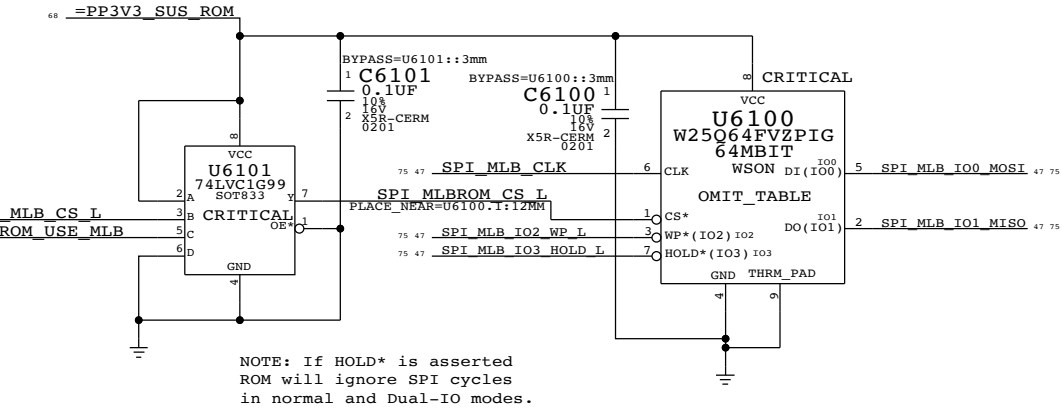 68 =PP3V3_SUS_ROM
BYPASS=U6101::3mm
1 C6101
0.1UF
10%
16V
2 X5R-CERM
0201
BYPASS=U6100::3mm
C6100 1
0.1UF
10%
16V
X5R-CERM 2
0201
8 CRITICAL
VCC
U6100
W25Q64FVZPIG
64MBIT
WSON
OMIT_TABLE
6 CLK
DI(IO0) IO0 5
1 CS*
3 WP*(IO2) IO2
7 HOLD*(IO3) IO3
DO(IO1) IO1 2
GND THRM_PAD
4 9
8
VCC
U6101
74LVC1G99
SOT833
2 A Y 7
3 B CRITICAL
OE* 1
5 C
6 D
GND
4
_MLB_CS_L
ROM_USE_MLB
75 47 SPI_MLB_CLK
SPI_MLBROM_CS_L
PLACE_NEAR=U6100.1:12MM
75 47 SPI_MLB_IO2_WP_L
75 47 SPI_MLB_IO3_HOLD_L
SPI_MLB_IO0_MOSI 47 75
SPI_MLB_IO1_MISO 47 75
NOTE: If HOLD* is asserted
ROM will ignore SPI cycles
in normal and Dual-IO modes.